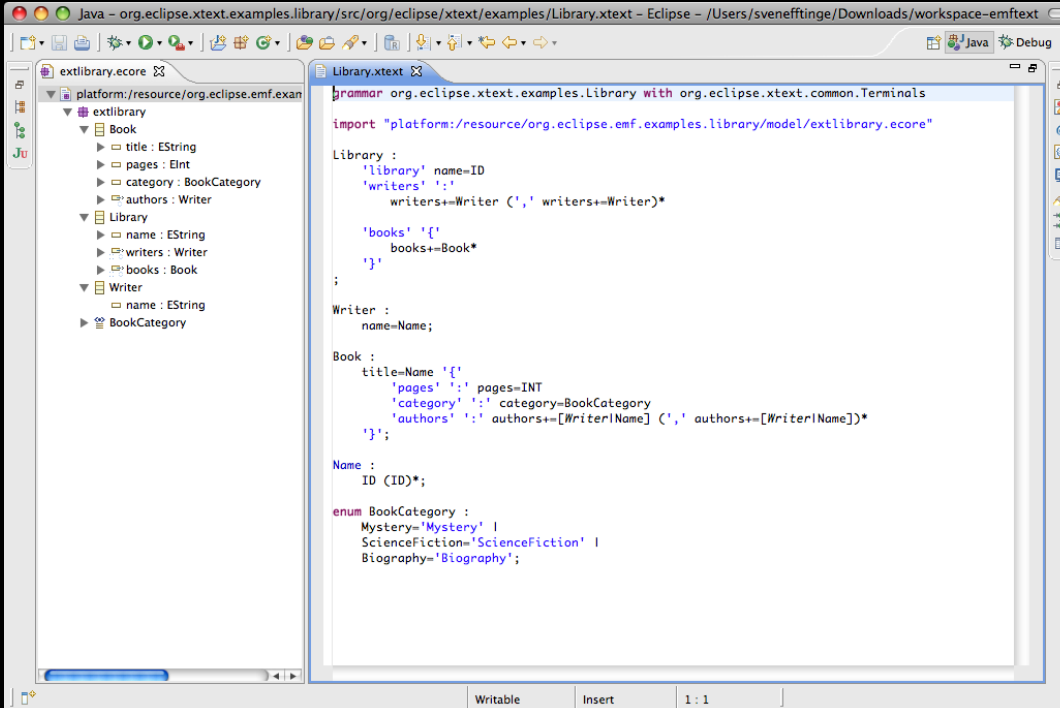 Java – org.eclipse.xtext.examples.library/src/org/eclipse/xtext/examples/Library.xtext – Eclipse – /Users/svenefftinge/Downloads/workspace-emftext
Java
Debug
extlibrary.ecore
Library.xtext
platform:/resource/org.eclipse.emf.exam
extlibrary
Book
title : EString
pages : EInt
category : BookCategory
authors : Writer
Library
name : EString
writers : Writer
books : Book
Writer
name : EString
BookCategory
Ju
grammar org.eclipse.xtext.examples.Library with org.eclipse.xtext.common.Terminals
import "platform:/resource/org.eclipse.emf.examples.library/model/extlibrary.ecore"
Library :
'library' name=ID
'writers' ':'
writers+=Writer (',' writers+=Writer)*
'books' '{'
books+=Book*
'}'
;
Writer :
name=Name;
Book :
title=Name '{'
'pages' ':' pages=INT
'category' ':' category=BookCategory
'authors' ':' authors+=[Writer|Name] (',' authors+=[Writer|Name])*
'}';
Name :
ID (ID)*;
enum BookCategory :
Mystery='Mystery' |
ScienceFiction='ScienceFiction' |
Biography='Biography';
Writable
Insert
1 : 1